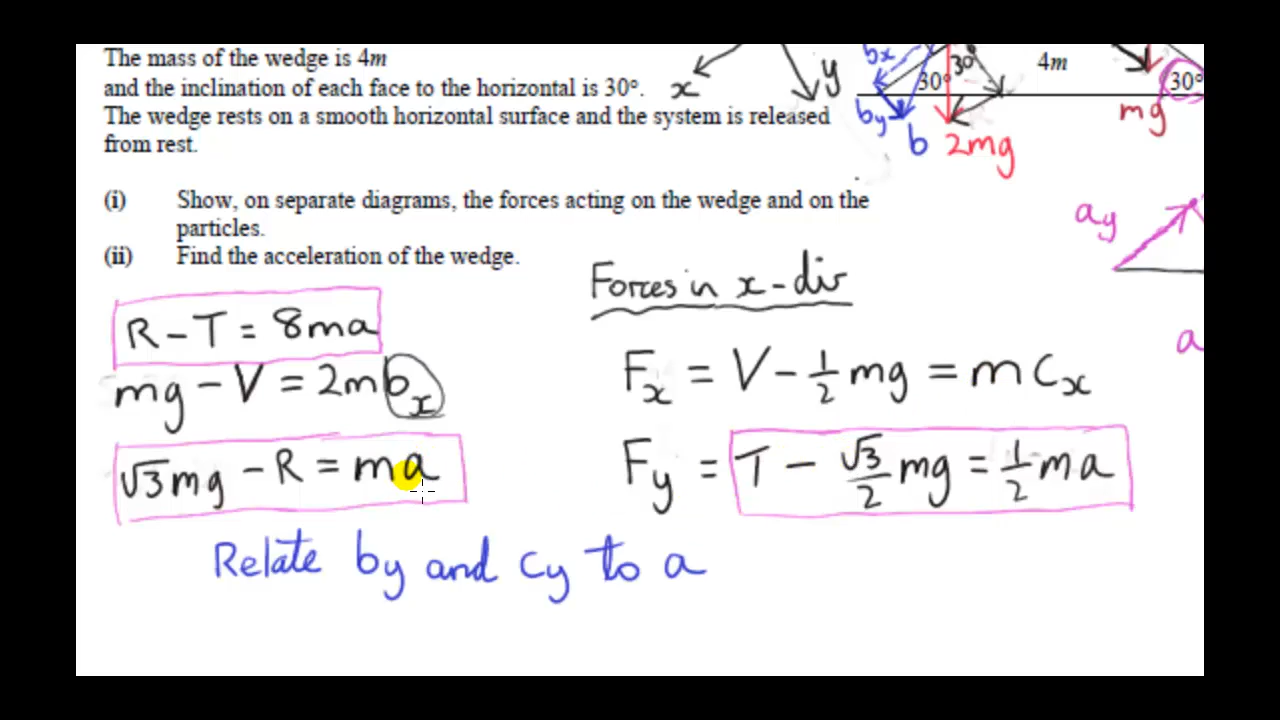 The mass of the wedge is 4m
and the inclination of each face to the horizontal is 30°.
The wedge rests on a smooth horizontal surface and the system is released
from rest.
x
y
bx
30°
30°
by
b
2mg
4m
mg
30°
(i) Show, on separate diagrams, the forces acting on the wedge and on the
particles.
(ii) Find the acceleration of the wedge.
ay
a
Forces in x-dir
R - T = 8ma
mg - V = 2mbₓ
√3mg - R = ma
Fₓ = V - 1/2 mg = mcₓ
Fy = T - √3/2 mg = 1/2 ma
Relate by and cy to a